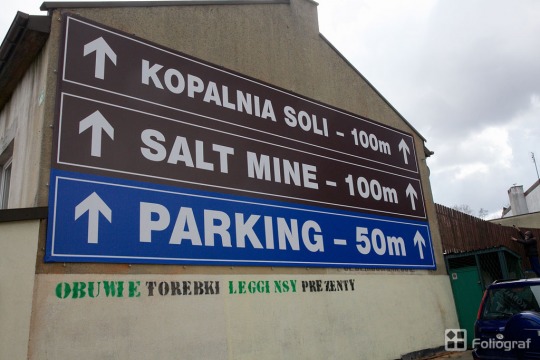 KOPALNIA SOLI – 100m
SALT MINE – 100m
PARKING – 50m
OBUWIE TOREBKI LEGGINSY PREZENTY
Foliograf